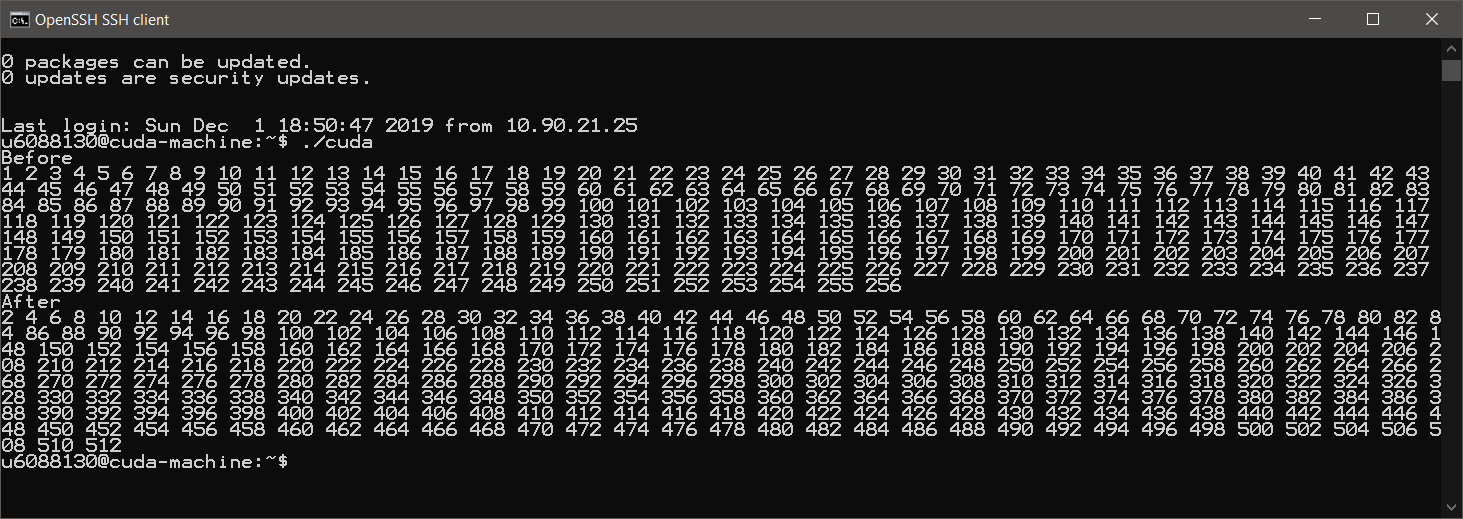 OpenSSH SSH client
0 packages can be updated.
0 updates are security updates.
Last login: Sun Dec  1 18:50:47 2019 from 10.90.21.25
u6088130@cuda-machine:~$ ./cuda
Before
1 2 3 4 5 6 7 8 9 10 11 12 13 14 15 16 17 18 19 20 21 22 23 24 25 26 27 28 29 30 31 32 33 34 35 36 37 38 39 40 41 42 43
44 45 46 47 48 49 50 51 52 53 54 55 56 57 58 59 60 61 62 63 64 65 66 67 68 69 70 71 72 73 74 75 76 77 78 79 80 81 82 83
84 85 86 87 88 89 90 91 92 93 94 95 96 97 98 99 100 101 102 103 104 105 106 107 108 109 110 111 112 113 114 115 116 117
118 119 120 121 122 123 124 125 126 127 128 129 130 131 132 133 134 135 136 137 138 139 140 141 142 143 144 145 146 147
148 149 150 151 152 153 154 155 156 157 158 159 160 161 162 163 164 165 166 167 168 169 170 171 172 173 174 175 176 177
178 179 180 181 182 183 184 185 186 187 188 189 190 191 192 193 194 195 196 197 198 199 200 201 202 203 204 205 206 207
208 209 210 211 212 213 214 215 216 217 218 219 220 221 222 223 224 225 226 227 228 229 230 231 232 233 234 235 236 237
238 239 240 241 242 243 244 245 246 247 248 249 250 251 252 253 254 255 256
After
2 4 6 8 10 12 14 16 18 20 22 24 26 28 30 32 34 36 38 40 42 44 46 48 50 52 54 56 58 60 62 64 66 68 70 72 74 76 78 80 82 8
4 86 88 90 92 94 96 98 100 102 104 106 108 110 112 114 116 118 120 122 124 126 128 130 132 134 136 138 140 142 144 146 1
48 150 152 154 156 158 160 162 164 166 168 170 172 174 176 178 180 182 184 186 188 190 192 194 196 198 200 202 204 206 2
08 210 212 214 216 218 220 222 224 226 228 230 232 234 236 238 240 242 244 246 248 250 252 254 256 258 260 262 264 266 2
68 270 272 274 276 278 280 282 284 286 288 290 292 294 296 298 300 302 304 306 308 310 312 314 316 318 320 322 324 326 3
28 330 332 334 336 338 340 342 344 346 348 350 352 354 356 358 360 362 364 366 368 370 372 374 376 378 380 382 384 386 3
88 390 392 394 396 398 400 402 404 406 408 410 412 414 416 418 420 422 424 426 428 430 432 434 436 438 440 442 444 446 4
48 450 452 454 456 458 460 462 464 466 468 470 472 474 476 478 480 482 484 486 488 490 492 494 496 498 500 502 504 506 5
08 510 512
u6088130@cuda-machine:~$